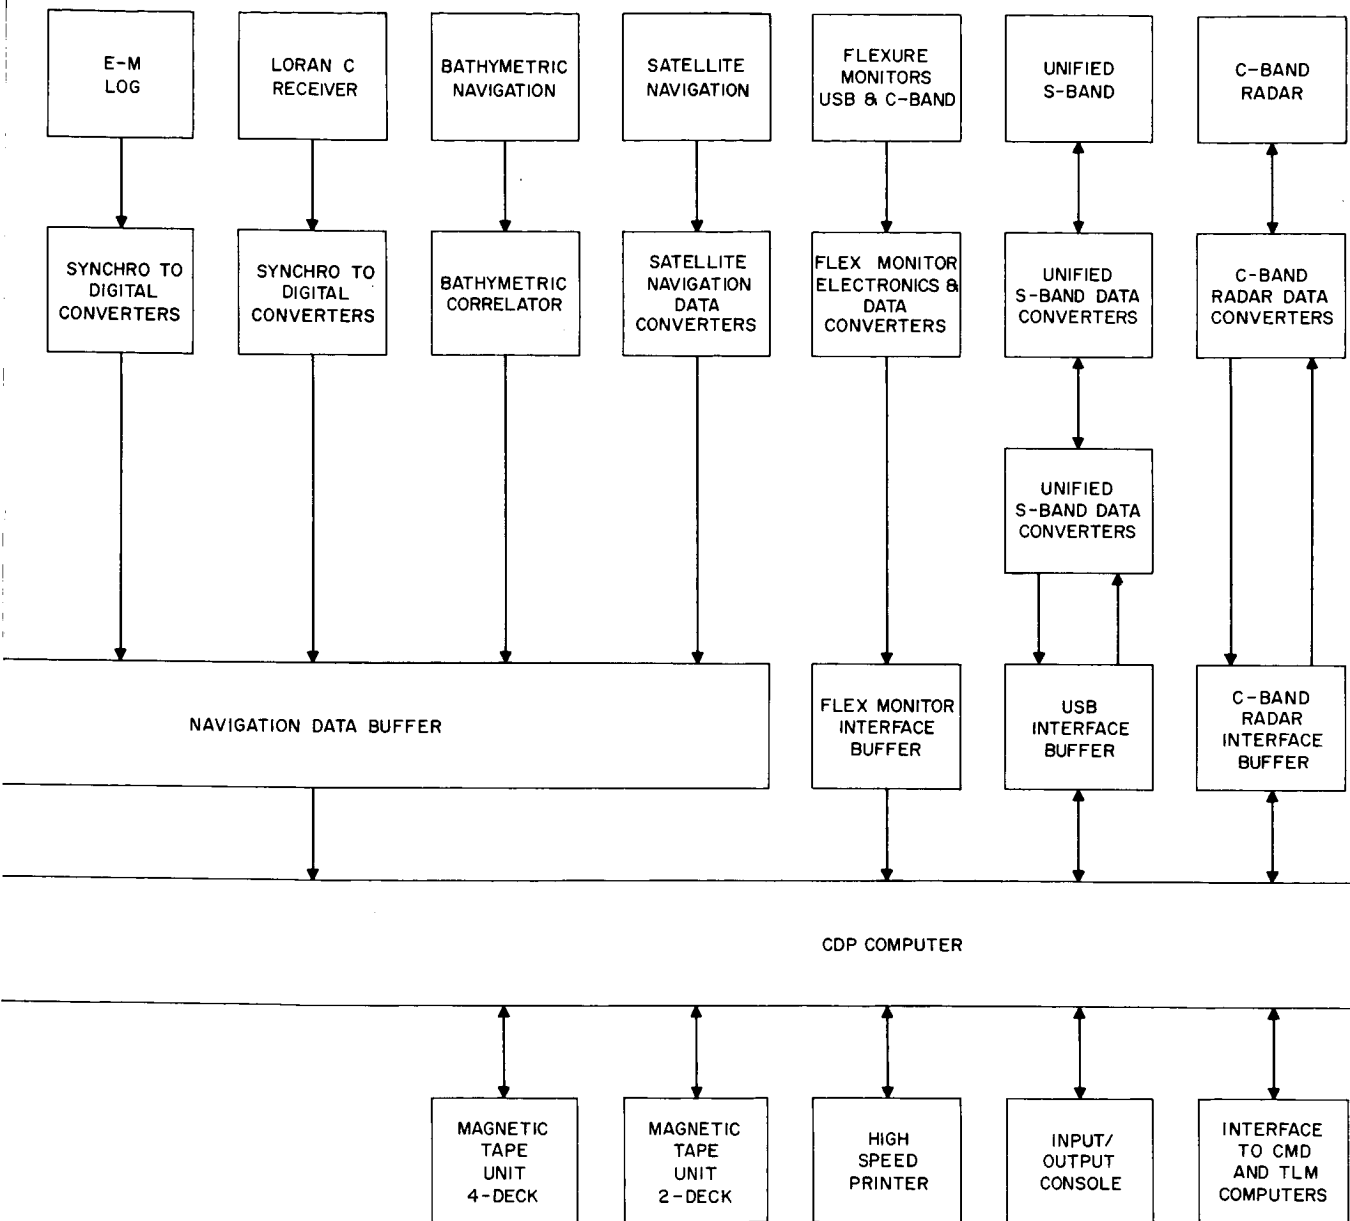 E-M
LOG
LORAN C
RECEIVER
BATHYMETRIC
NAVIGATION
SATELLITE
NAVIGATION
FLEXURE
MONITORS
USB & C-BAND
UNIFIED
S-BAND
C-BAND
RADAR
SYNCHRO TO
DIGITAL
CONVERTERS
SYNCHRO TO
DIGITAL
CONVERTERS
BATHYMETRIC
CORRELATOR
SATELLITE
NAVIGATION
DATA
CONVERTERS
FLEX MONITOR
ELECTRONICS &
DATA
CONVERTERS
UNIFIED
S-BAND DATA
CONVERTERS
C-BAND
RADAR DATA
CONVERTERS
UNIFIED
S-BAND DATA
CONVERTERS
NAVIGATION DATA BUFFER
FLEX MONITOR
INTERFACE
BUFFER
USB
INTERFACE
BUFFER
C-BAND
RADAR
INTERFACE
BUFFER
CDP COMPUTER
MAGNETIC
TAPE
UNIT
4-DECK
MAGNETIC
TAPE
UNIT
2-DECK
HIGH
SPEED
PRINTER
INPUT/
OUTPUT
CONSOLE
INTERFACE
TO CMD
AND TLM
COMPUTERS